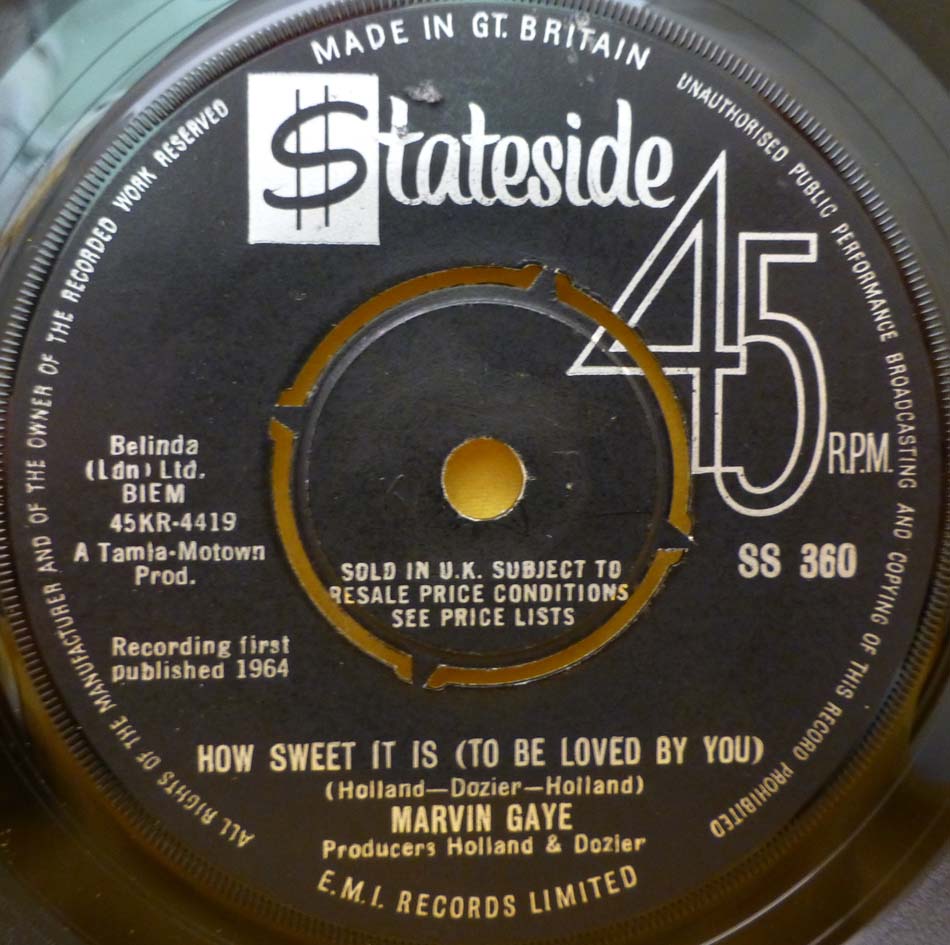 MADE IN GT. BRITAIN
Stateside
45
R.P.M.
UNAUTHORISED PUBLIC PERFORMANCE BROADCASTING AND COPYING OF THIS RECORD PROHIBITED
ALL RIGHTS OF THE MANUFACTURER AND OF THE OWNER OF THE RECORDED WORK RESERVED
Belinda
(Ldn) Ltd.
BIEM
45KR-4419
A Tamla-Motown
Prod.
SS 360
SOLD IN U.K. SUBJECT TO
RESALE PRICE CONDITIONS
SEE PRICE LISTS
Recording first
published 1964
HOW SWEET IT IS (TO BE LOVED BY YOU)
(Holland—Dozier—Holland)
MARVIN GAYE
Producers Holland & Dozier
E.M.I. RECORDS LIMITED